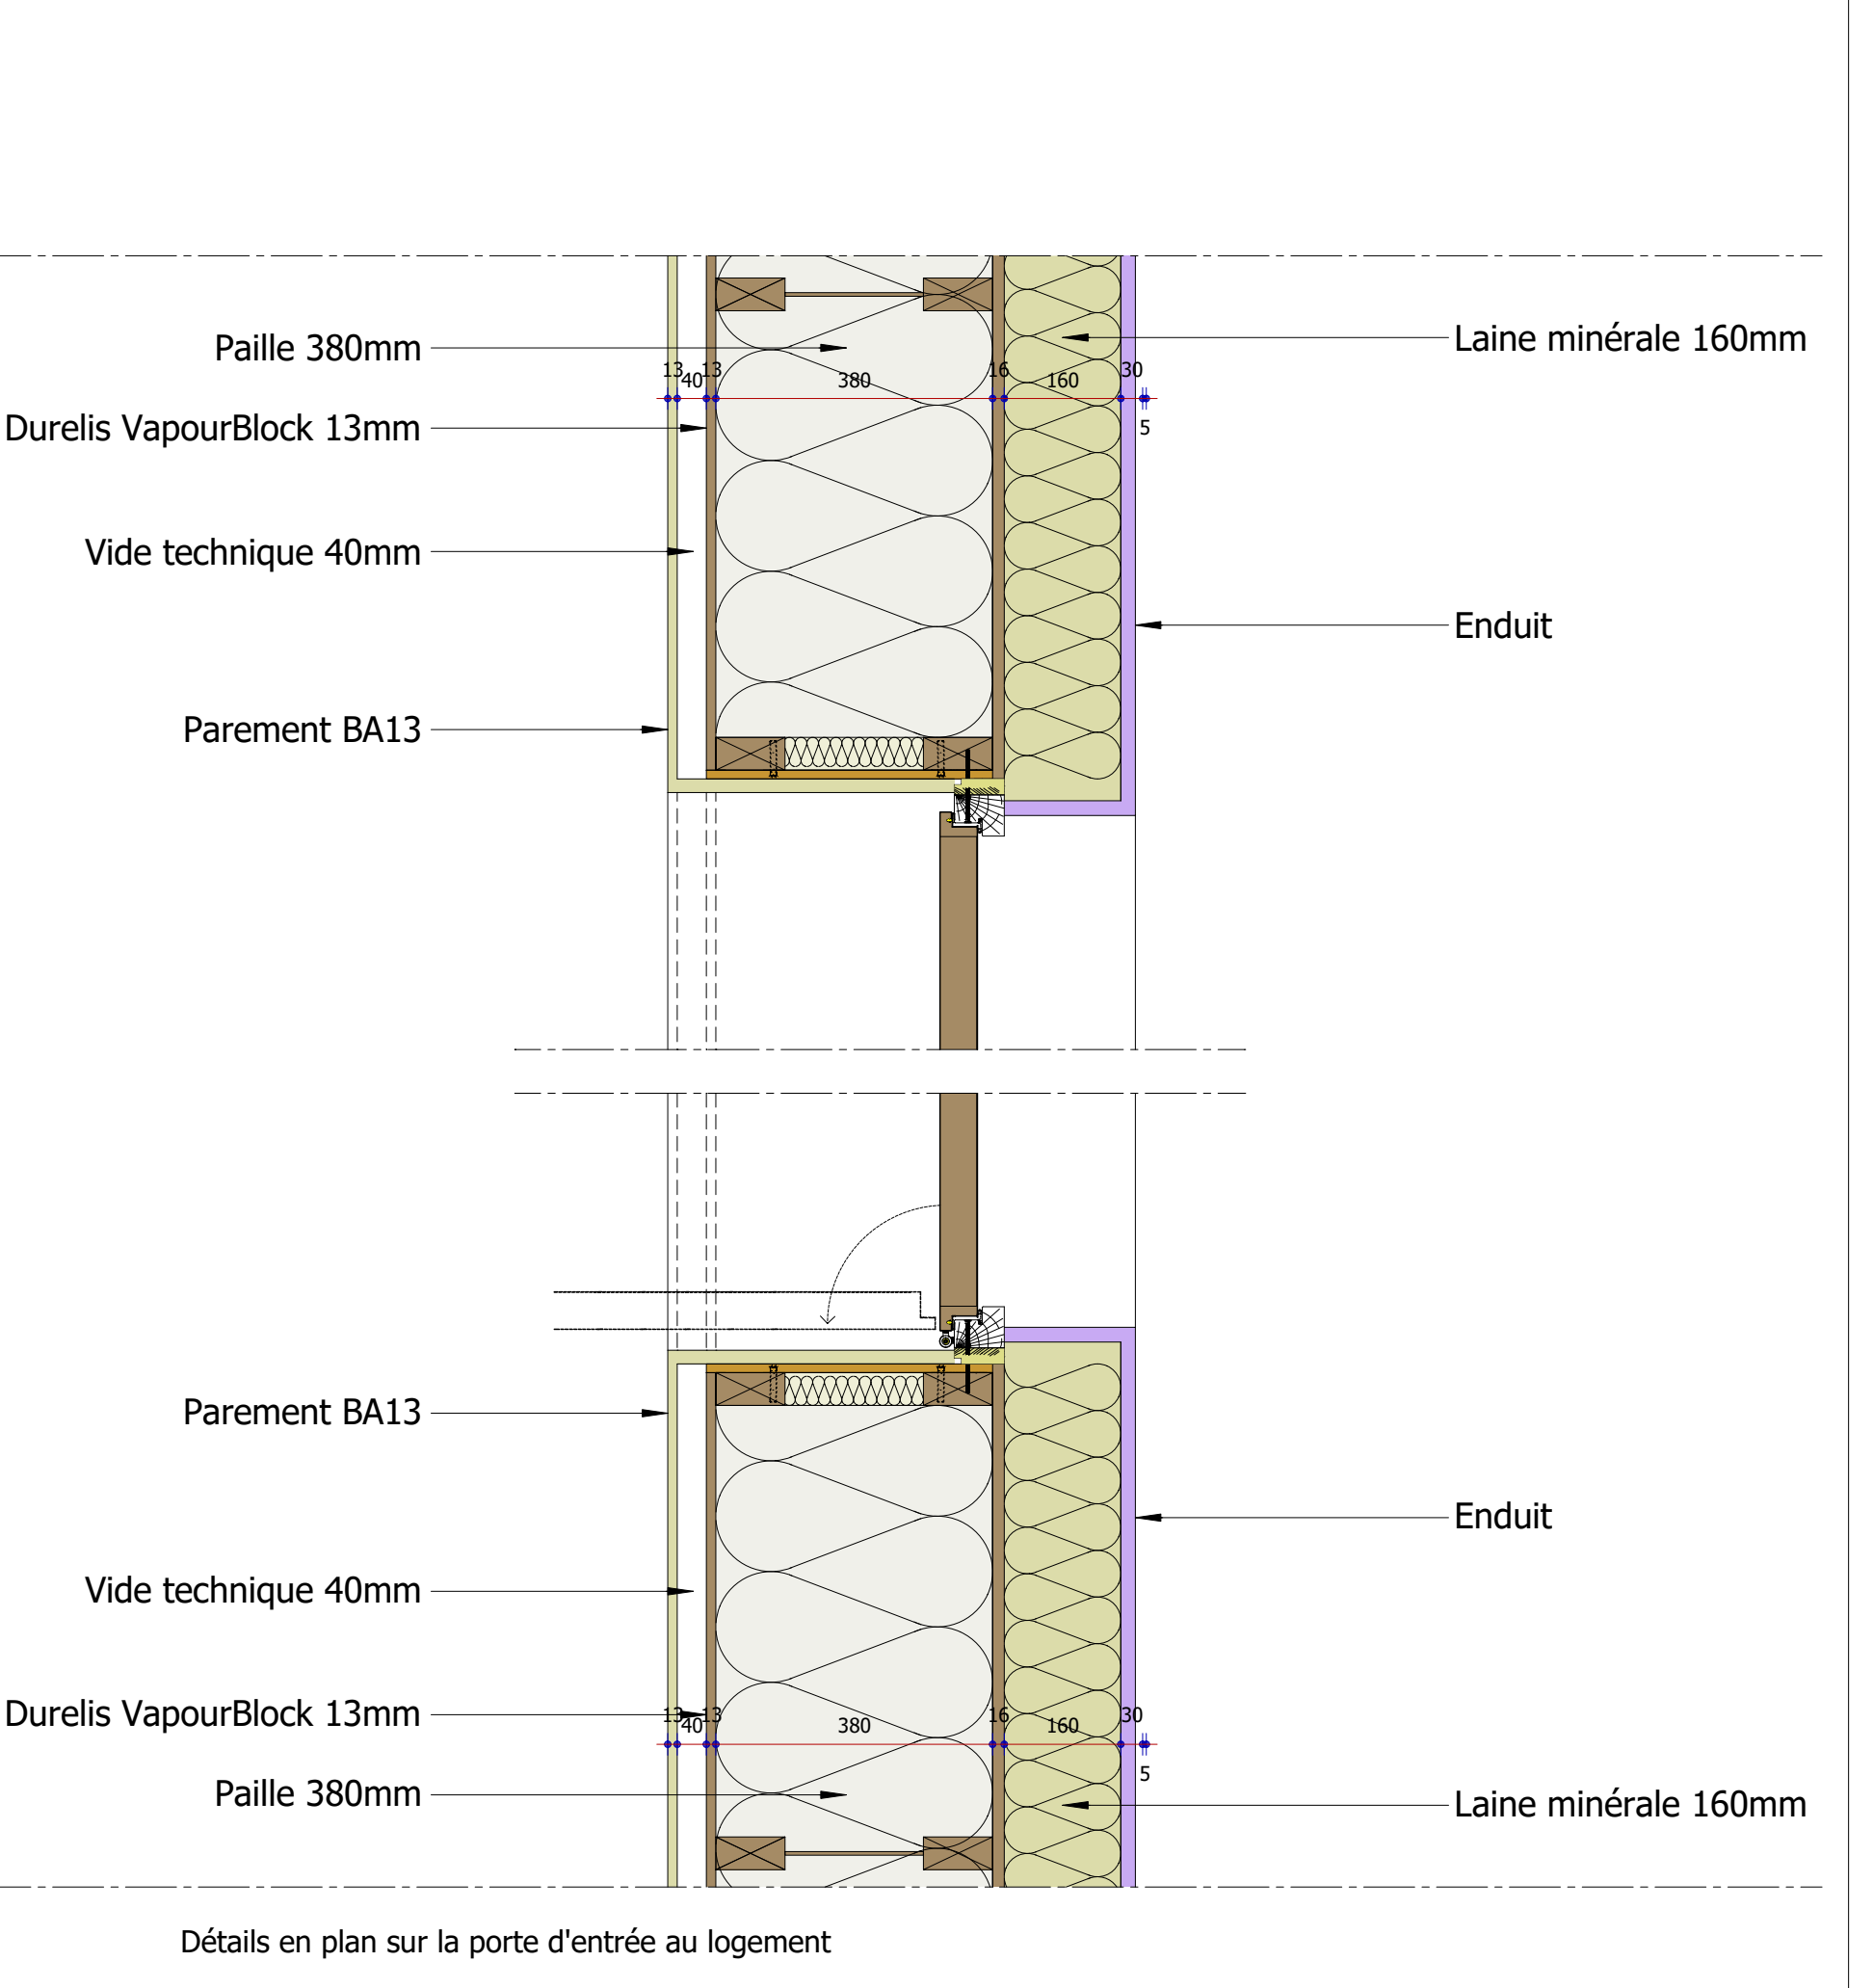 Paille 380mm
Laine minérale 160mm
13 40 13 380 16 160 30
5
Durelis VapourBlock 13mm
Vide technique 40mm
Enduit
Parement BA13
Parement BA13
Enduit
Vide technique 40mm
Durelis VapourBlock 13mm
13 40 13 380 16 160 30
5
Paille 380mm
Laine minérale 160mm
Détails en plan sur la porte d'entrée au logement